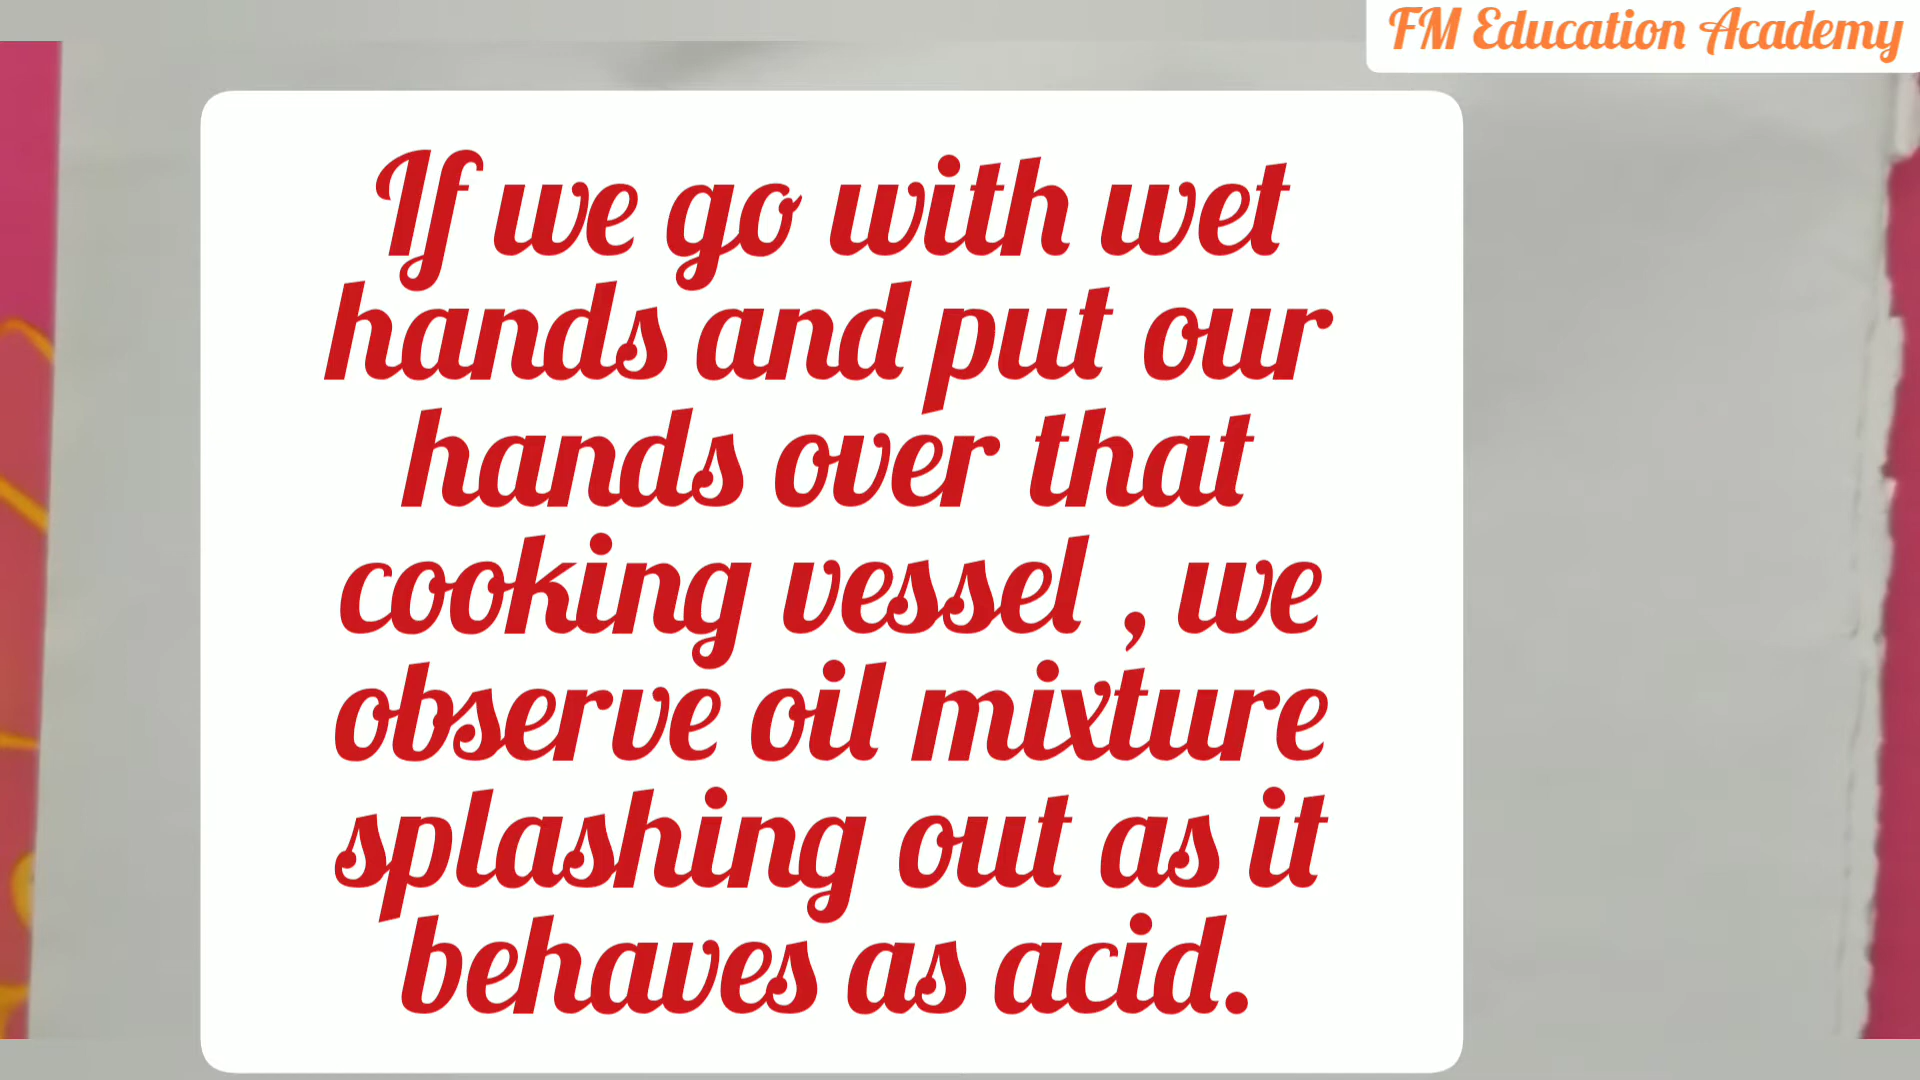 FM Education Academy
If we go with wet
hands and put our
hands over that
cooking vessel , we
observe oil mixture
splashing out as it
behaves as acid.